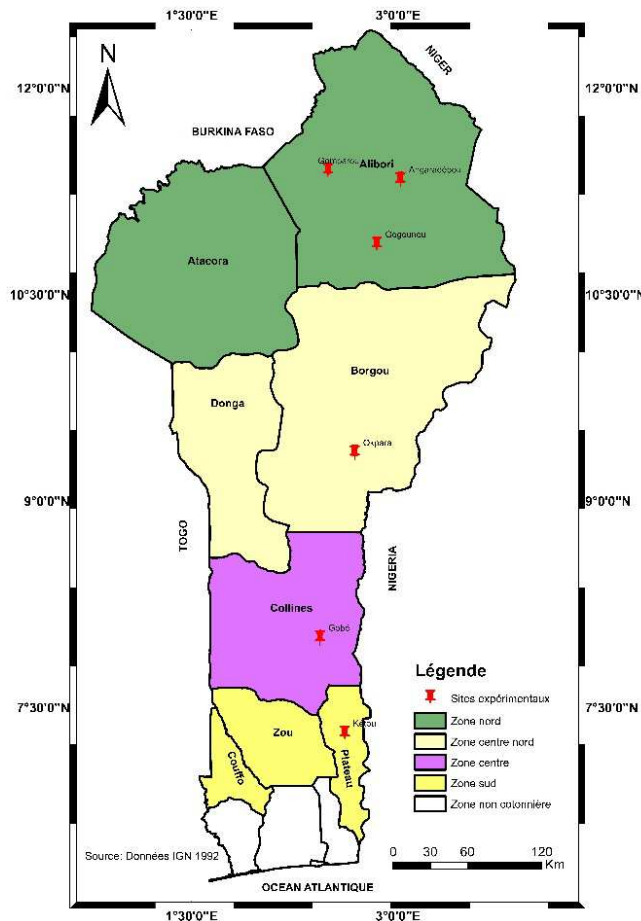 1°30'0"E 3°0'0"E
N
12°0'0"N 12°0'0"N
NIGER
BURKINA FASO
Alibori
Angaradébou
Atacora
10°30'0"N 10°30'0"N
Borgou
Donga
Okpara
9°0'0"N 9°0'0"N
TOGO
NIGERIA
Collines
Gobé
Légende
Sites expérimentaux
7°30'0"N 7°30'0"N
Zone nord
Kétou
Zou
Zone centre nord
Plateau
Couffo
Zone centre
Zone sud
Zone non cotonnière
Source: Données IGN 1992
0 30 60 120
Km
OCEAN ATLANTIQUE
1°30'0"E 3°0'0"E